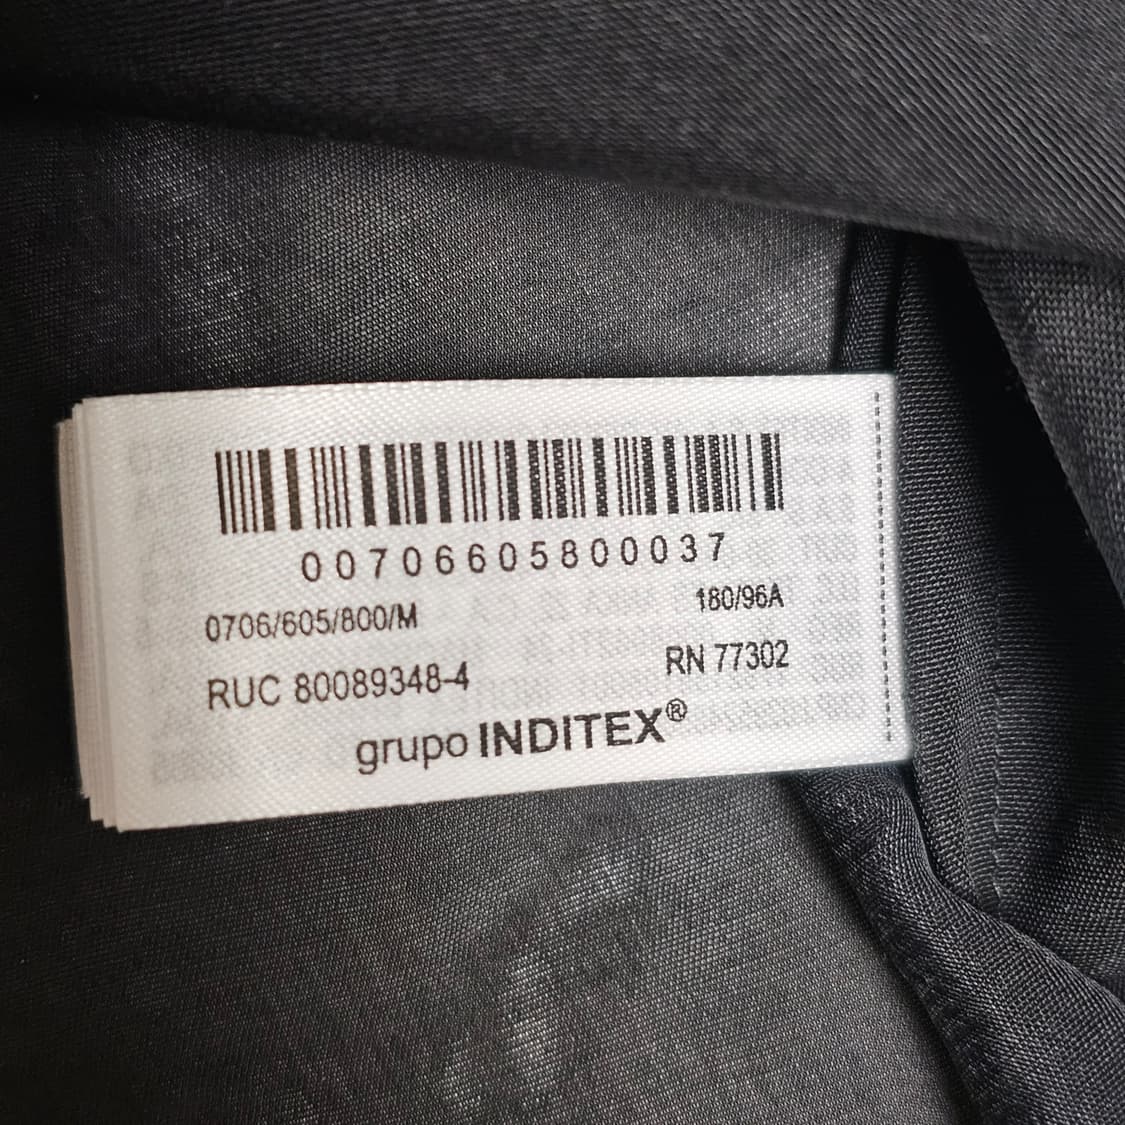 00706605800037
0706/605/800/M 180/96A
RUC 80089348-4 RN 77302
grupo INDITEX®